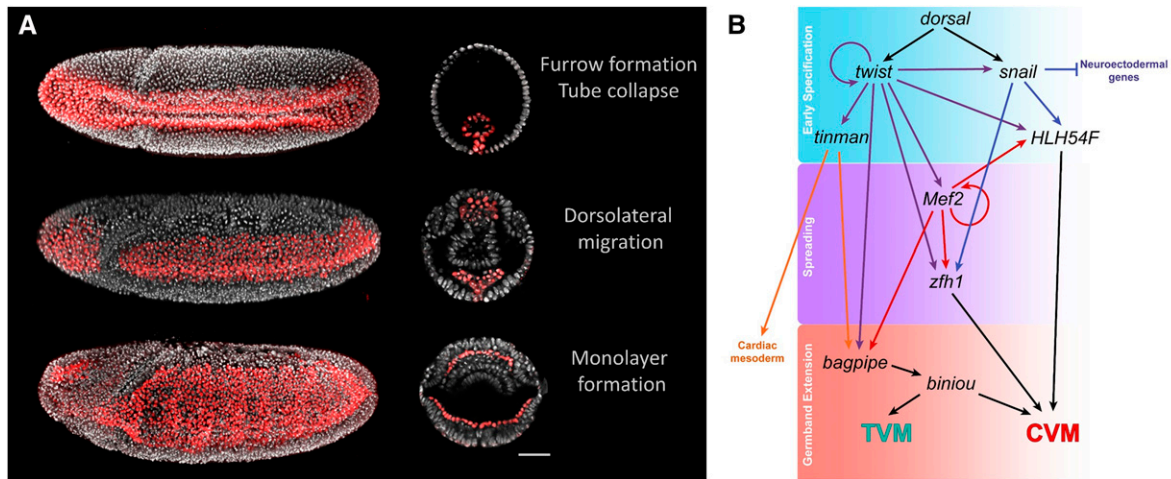 A
Furrow formation
Tube collapse
Dorsolateral
migration
Monolayer
formation
B
Early Specification
dorsal
twist
snail
Neuroectodermal
genes
tinman
HLH54F
Spreading
Mef2
zfh1
Cardiac
mesoderm
Germband Extension
bagpipe
biniou
TVM
CVM